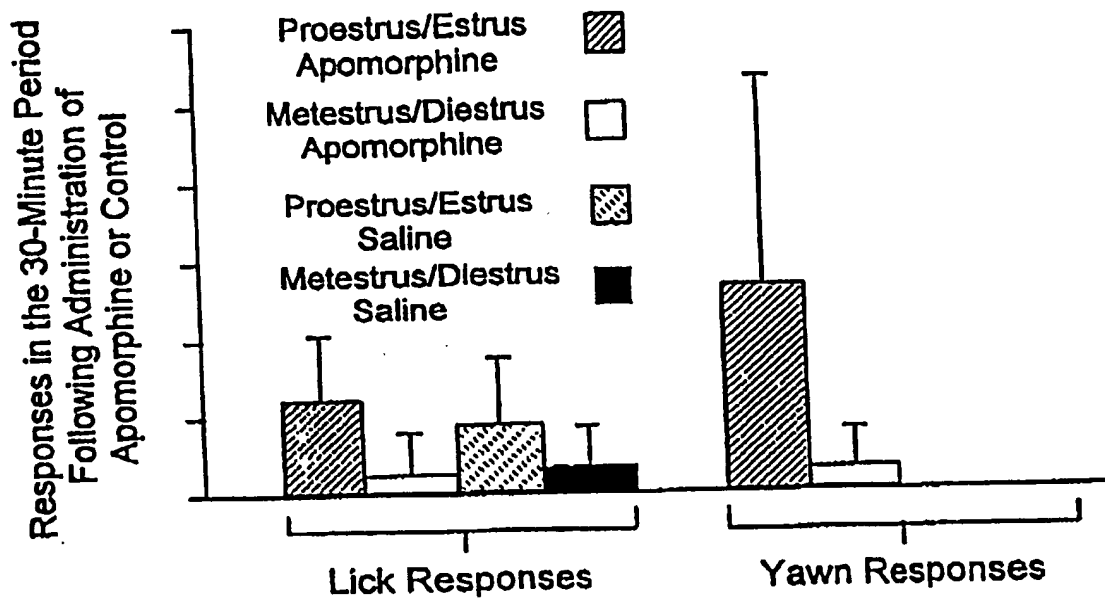 Responses in the 30-Minute Period
Following Administration of
Apomorphine or Control
Proestrus/Estrus
Apomorphine
Metestrus/Diestrus
Apomorphine
Proestrus/Estrus
Saline
Metestrus/Diestrus
Saline
Lick Responses
Yawn Responses